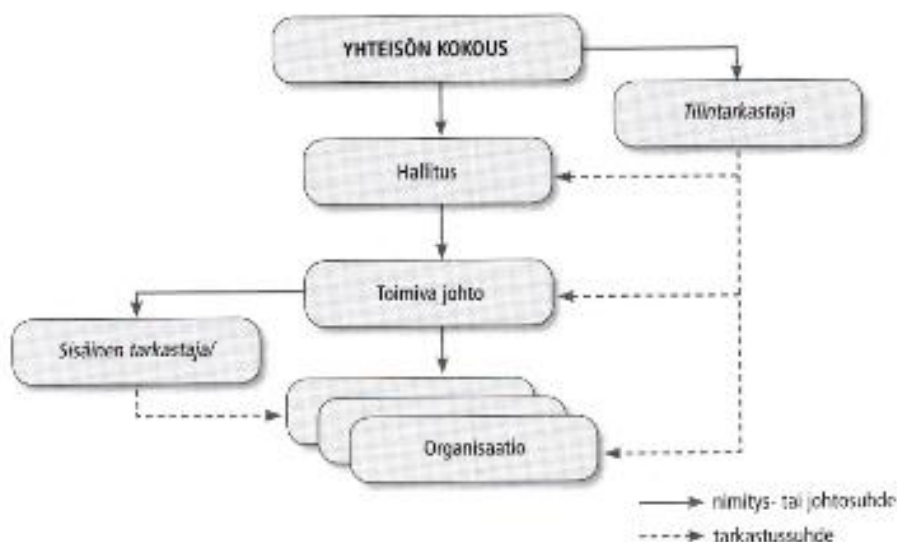 YHTEISÖN KOKOUS
Tilintarkastaja
Hallitus
Toimiva johto
Sisäinen tarkastaja/
Organisaatio
nimitys- tai johtosuhde
tarkastussuhde